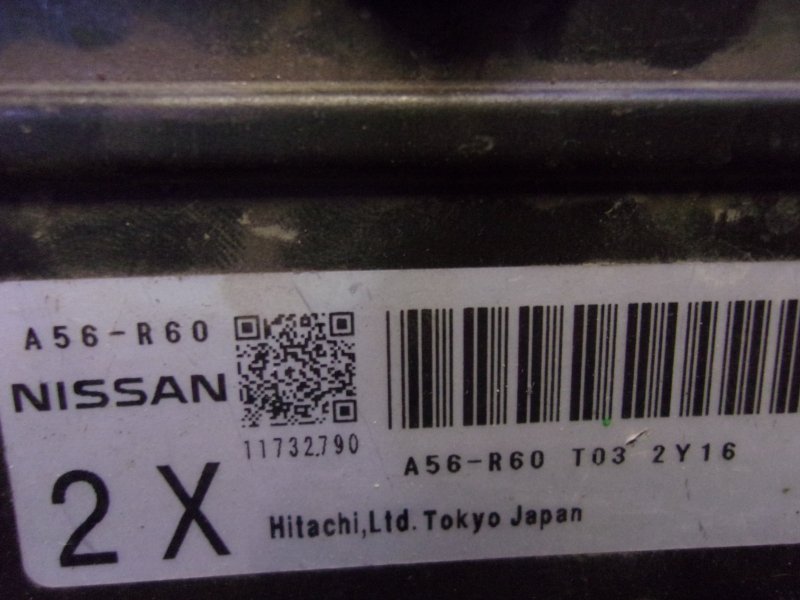 A56-R60
NISSAN
11732790
2 X
A56-R60 T03 2Y16
Hitachi,Ltd. Tokyo Japan